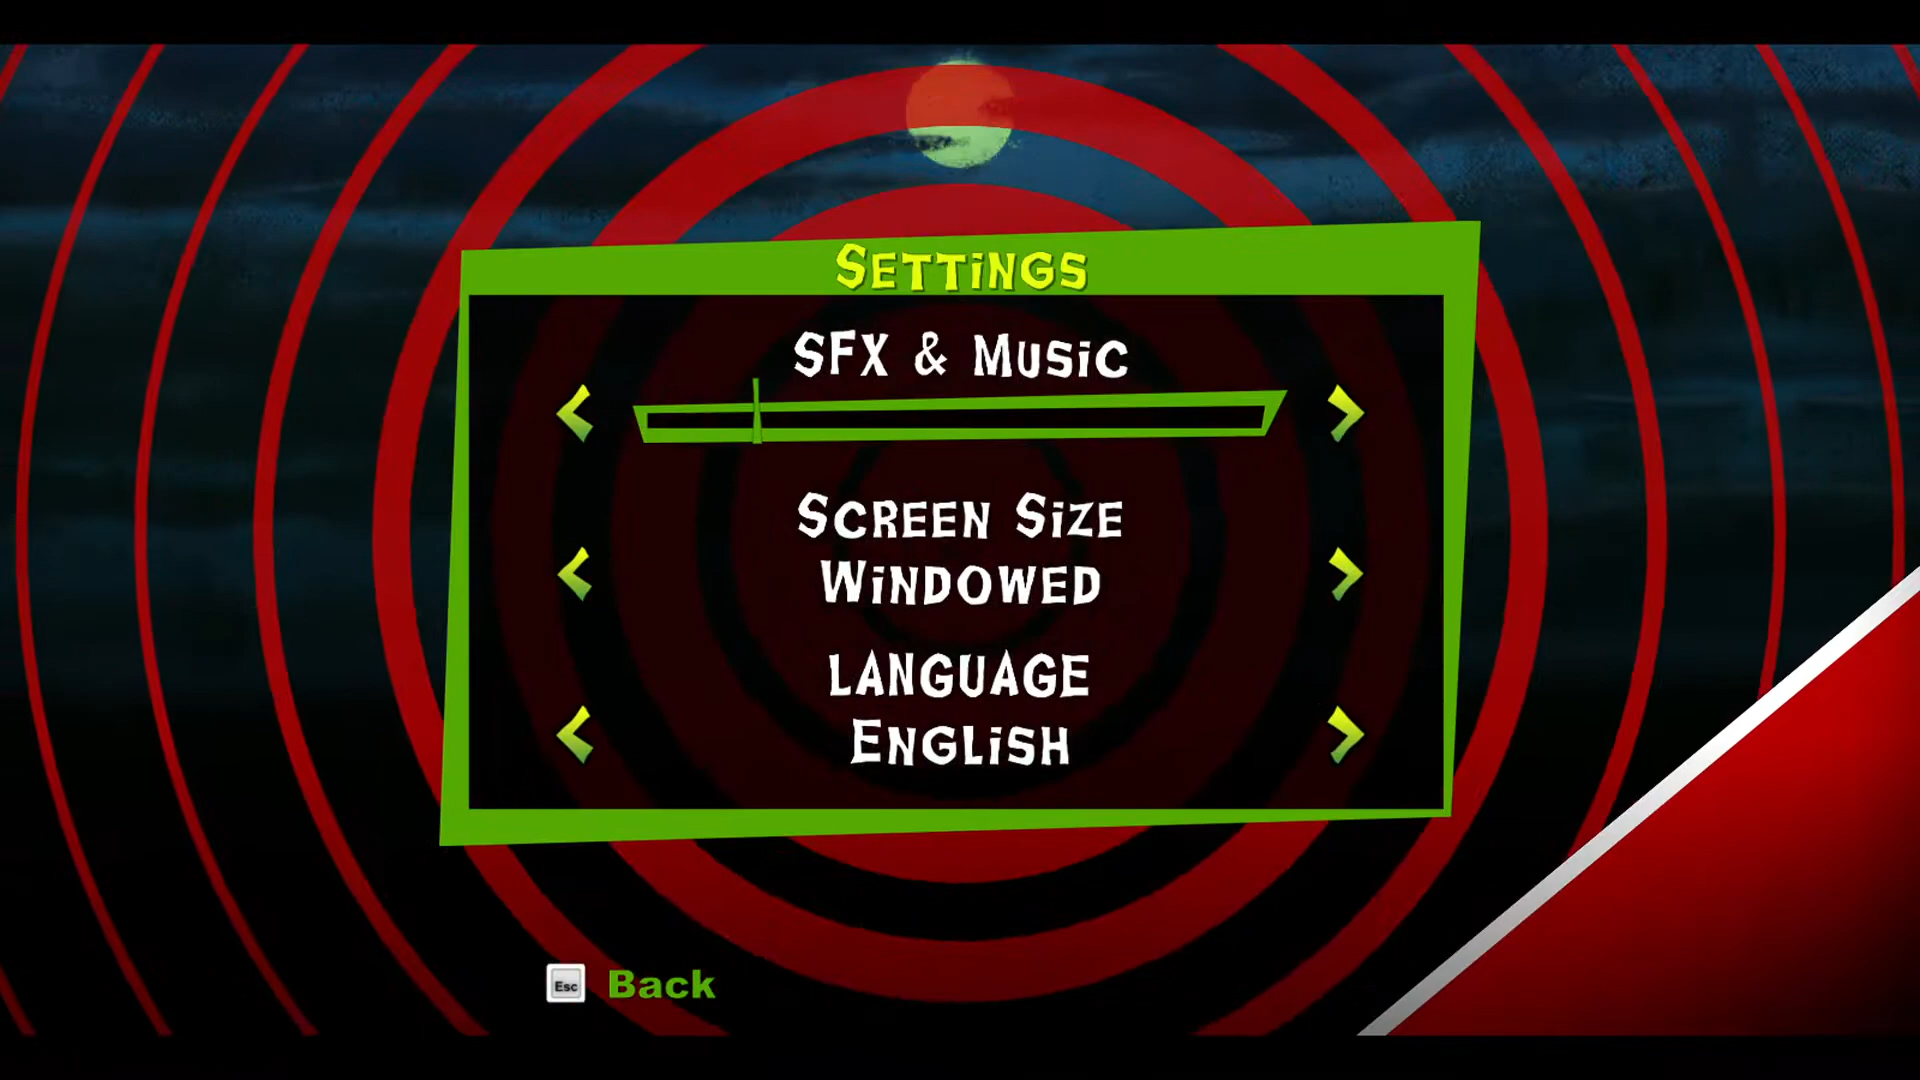 Settings
SFX & Music
Screen Size
Windowed
Language
English
Esc Back